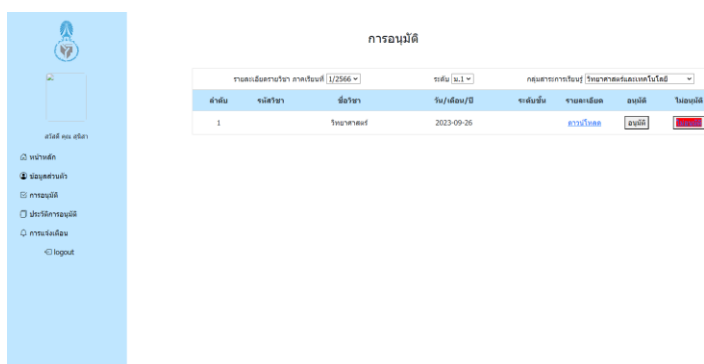 การอนุมัติ
รายละเอียดรายวิชา ภาคเรียนที่ 1/2566 ระดับ ม.1 กลุ่มสาระการเรียนรู้ วิทยาศาสตร์และเทคโนโลยี
ลำดับ รหัสวิชา ชื่อวิชา วัน/เดือน/ปี ระดับชั้น รายละเอียด อนุมัติ ไม่อนุมัติ
1 วิทยาศาสตร์ 2023-09-26 ดาวน์โหลด อนุมัติ
สวัสดี คุณ สุนิสา
หน้าหลัก
ข้อมูลส่วนตัว
การอนุมัติ
ประวัติการอนุมัติ
การแจ้งเตือน
logout